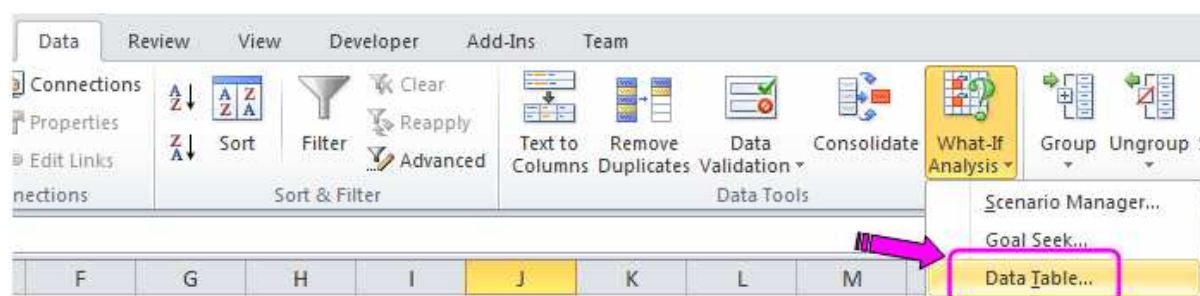 Data Review View Developer Add-Ins Team
Connections
Properties
Edit Links
nections
A Z
Z A
A Z Z A
Sort
Filter
Clear
Reapply
Advanced
Sort & Filter
Text to Columns
Remove Duplicates
Data Validation
Consolidate
What-If Analysis
Group
Ungroup
Data Tools
Scenario Manager...
Goal Seek...
Data Table...
F G H I J K L M